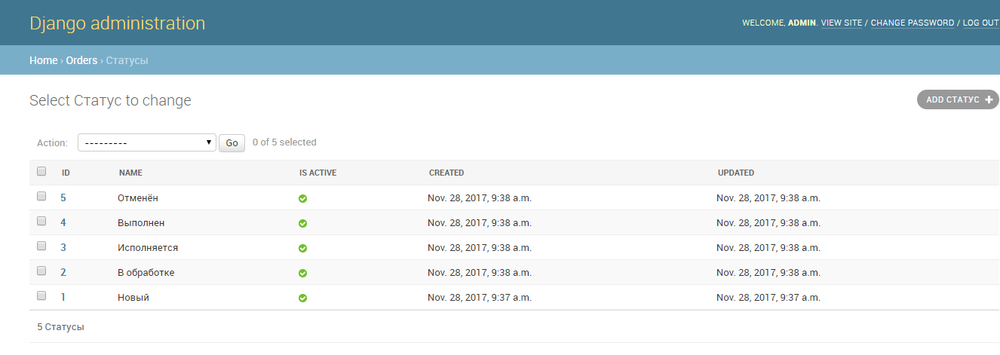 Django administration
WELCOME, ADMIN. VIEW SITE / CHANGE PASSWORD / LOG OUT
Home › Orders › Статусы
Select Статус to change
ADD СТАТУС +
Action: --------- Go 0 of 5 selected
ID NAME IS ACTIVE CREATED UPDATED
5 Отменён Nov. 28, 2017, 9:38 a.m. Nov. 28, 2017, 9:38 a.m.
4 Выполнен Nov. 28, 2017, 9:38 a.m. Nov. 28, 2017, 9:38 a.m.
3 Исполняется Nov. 28, 2017, 9:38 a.m. Nov. 28, 2017, 9:38 a.m.
2 В обработке Nov. 28, 2017, 9:38 a.m. Nov. 28, 2017, 9:38 a.m.
1 Новый Nov. 28, 2017, 9:37 a.m. Nov. 28, 2017, 9:37 a.m.
5 Статусы